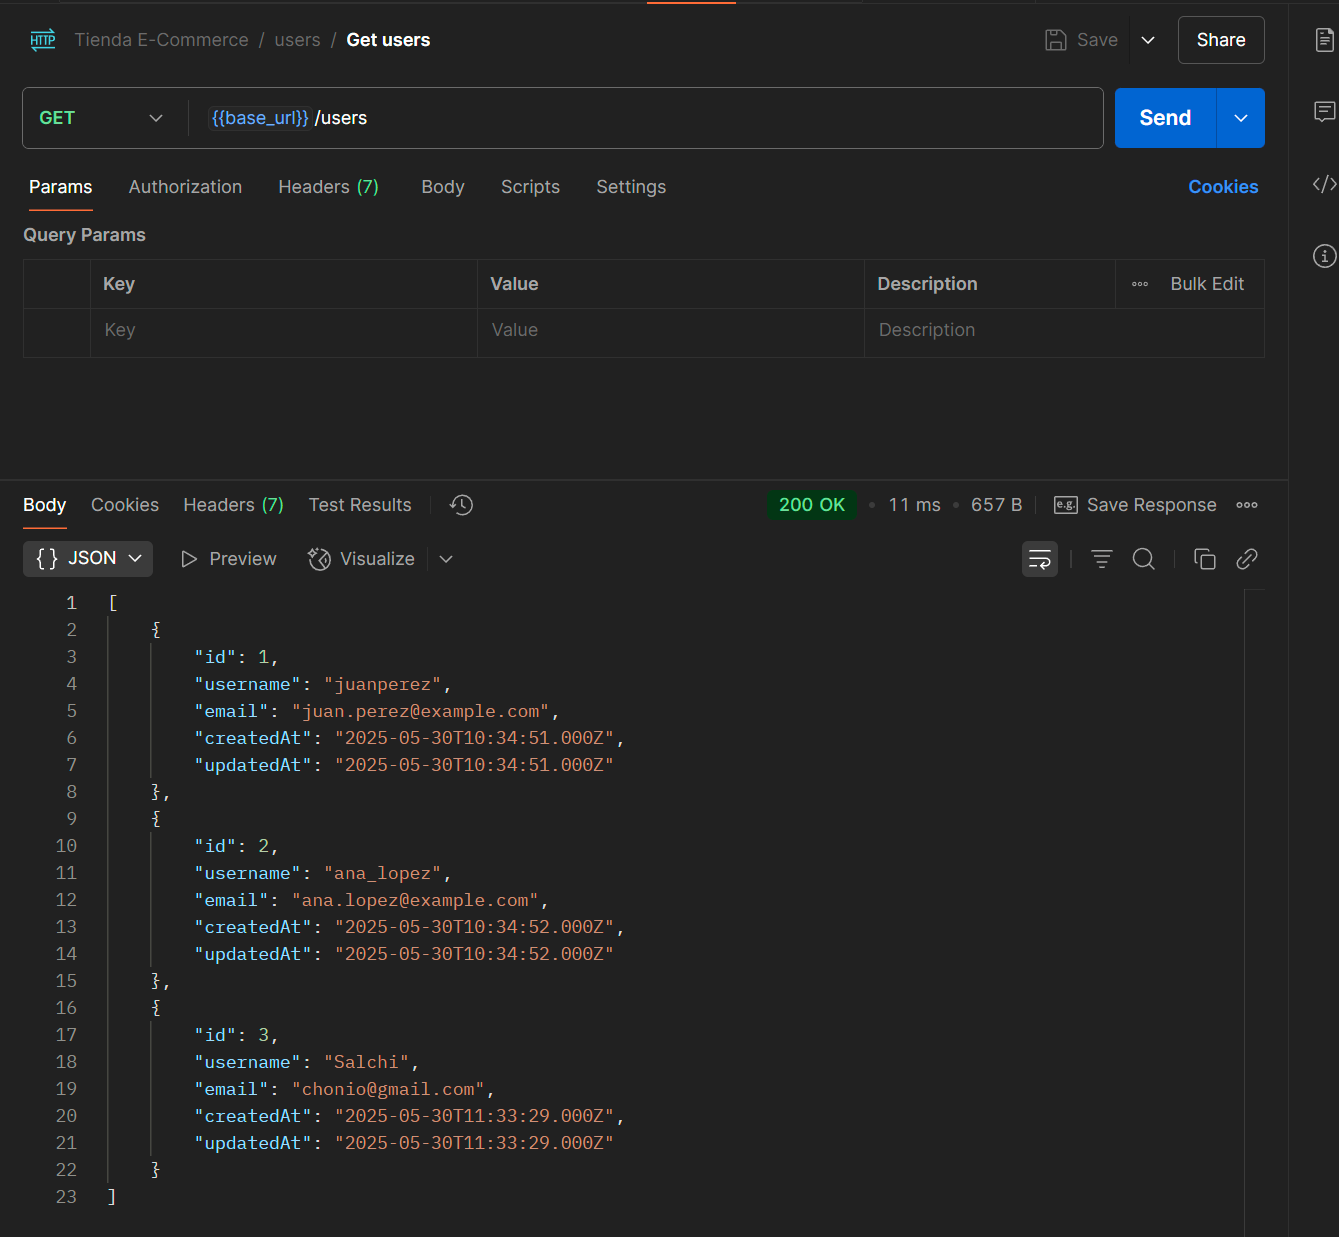 HTTP Tienda E-Commerce / users / Get users Save Share
GET {{base_url}} /users Send
Params Authorization Headers (7) Body Scripts Settings Cookies
Query Params
Key Value Description Bulk Edit
Key Value Description
Body Cookies Headers (7) Test Results 200 OK • 11 ms • 657 B e.g. Save Response
{} JSON Preview Visualize
1 [
2 {
3 "id": 1,
4 "username": "juanperez",
5 "email": "juan.perez@example.com",
6 "createdAt": "2025-05-30T10:34:51.000Z",
7 "updatedAt": "2025-05-30T10:34:51.000Z"
8 },
9 {
10 "id": 2,
11 "username": "ana_lopez",
12 "email": "ana.lopez@example.com",
13 "createdAt": "2025-05-30T10:34:52.000Z",
14 "updatedAt": "2025-05-30T10:34:52.000Z"
15 },
16 {
17 "id": 3,
18 "username": "Salchi",
19 "email": "chonio@gmail.com",
20 "createdAt": "2025-05-30T11:33:29.000Z",
21 "updatedAt": "2025-05-30T11:33:29.000Z"
22 }
23 ]